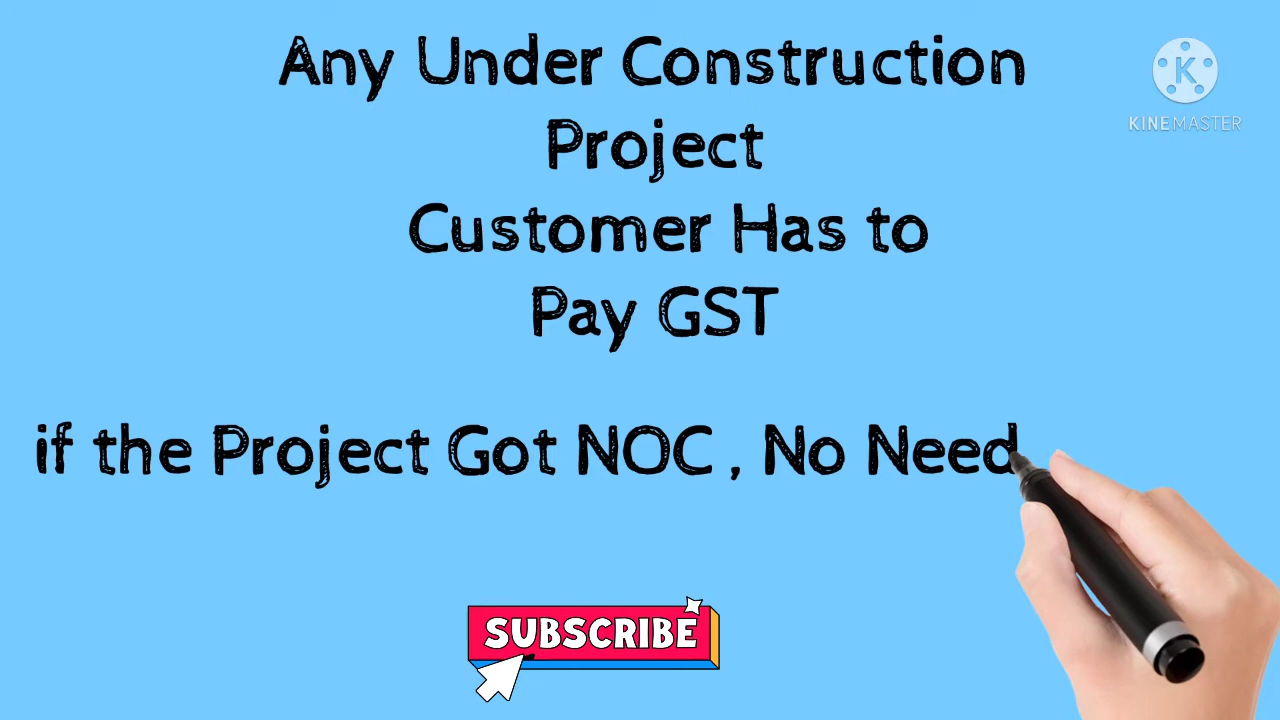 Any Under Construction
Project
Customer Has to
Pay GST
if the Project Got NOC , No Need
SUBSCRIBE
K
KINEMASTER